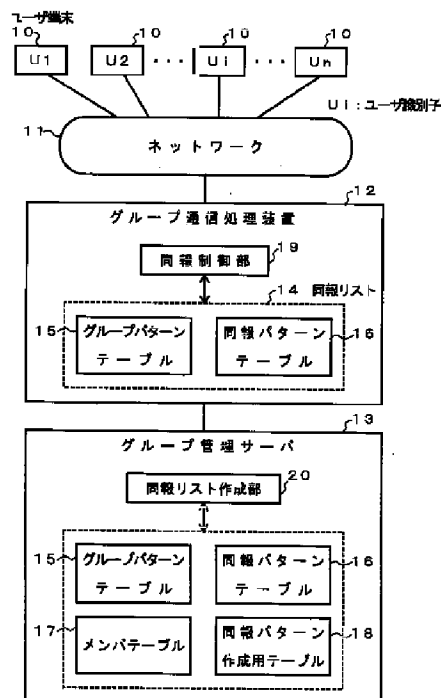 ユーザ端末
10 10 10 10
U1 U2 ··· Ui ··· Un
Ui：ユーザ識別子
11
ネットワーク
12
グループ通信処理装置
19
同報制御部
14 同報リスト
15 グループパターンテーブル
同報パターンテーブル 16
13
グループ管理サーバ
20
同報リスト作成部
15 グループパターンテーブル
同報パターンテーブル 16
17 メンバテーブル
同報パターン作成用テーブル 18